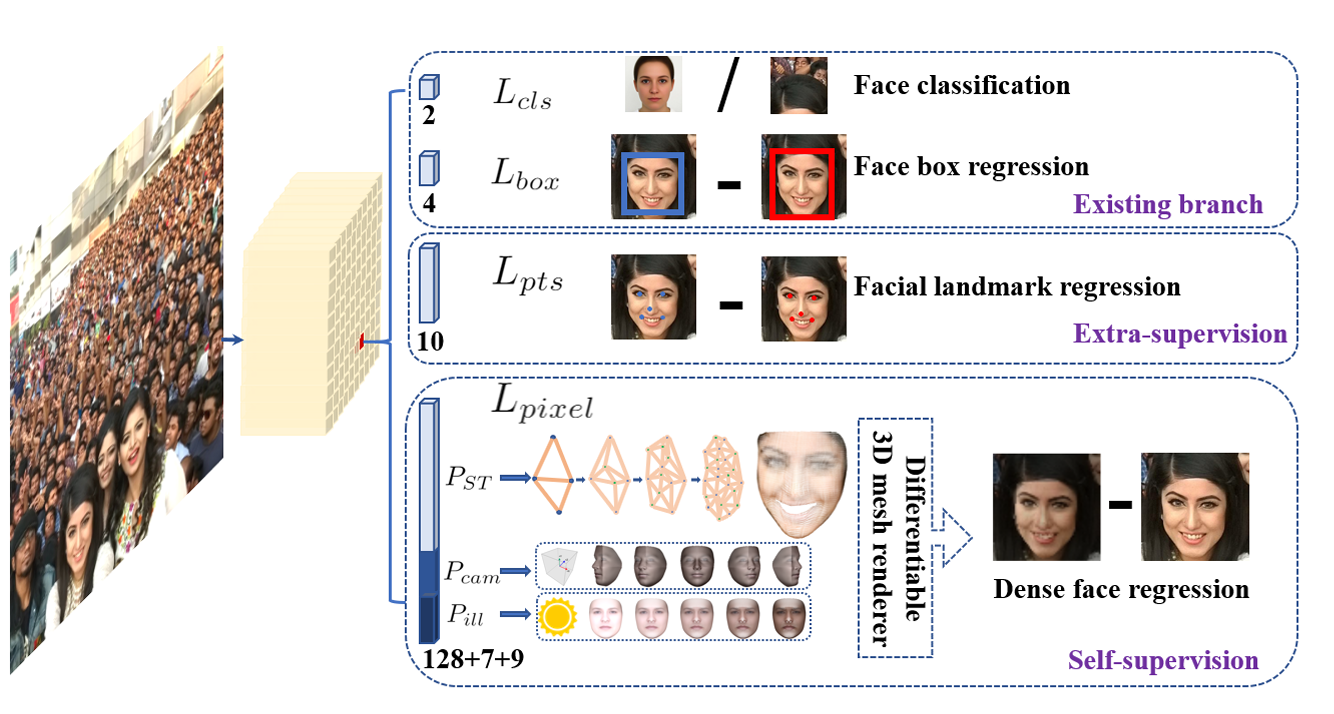 2
L_cls
/
Face classification
4
L_box
-
Face box regression
Existing branch
10
L_pts
-
Facial landmark regression
Extra-supervision
L_pixel
P_ST
P_cam
P_ill
128+7+9
Differentiable
3D mesh renderer
-
Dense face regression
Self-supervision